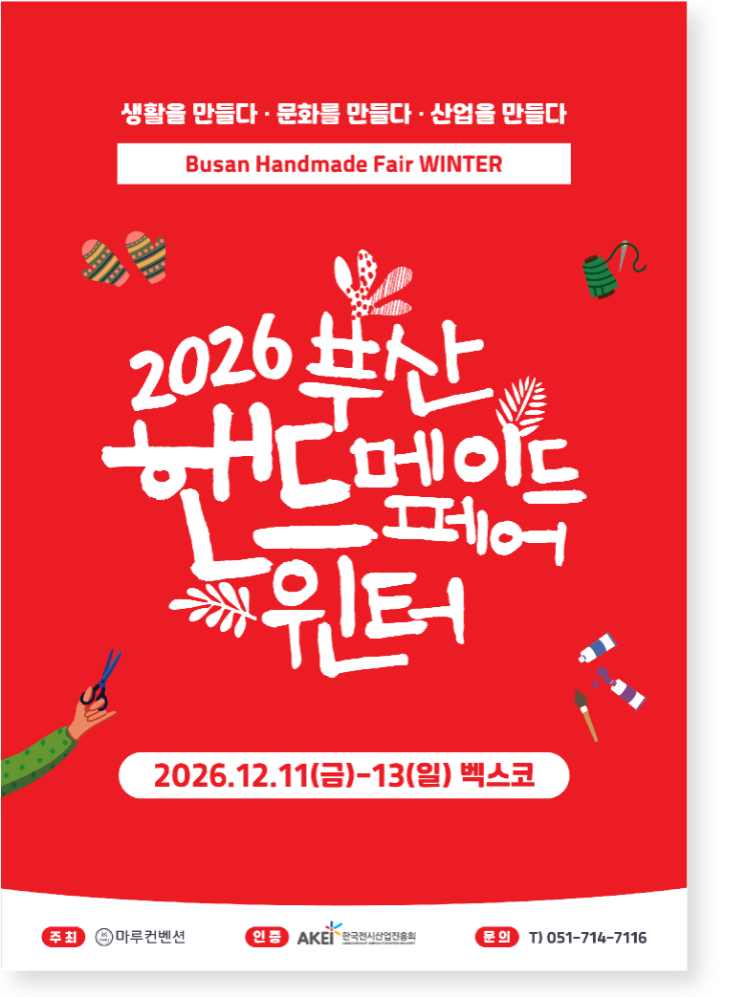 생활을 만들다 · 문화를 만들다 · 산업을 만들다
Busan Handmade Fair WINTER
2026 부산
핸드메이드
페어
윈터
2026.12.11(금)-13(일) 벡스코
주최 마루컨벤션 인증 AKEI 한국전시산업진흥회 문의 T) 051-714-7116